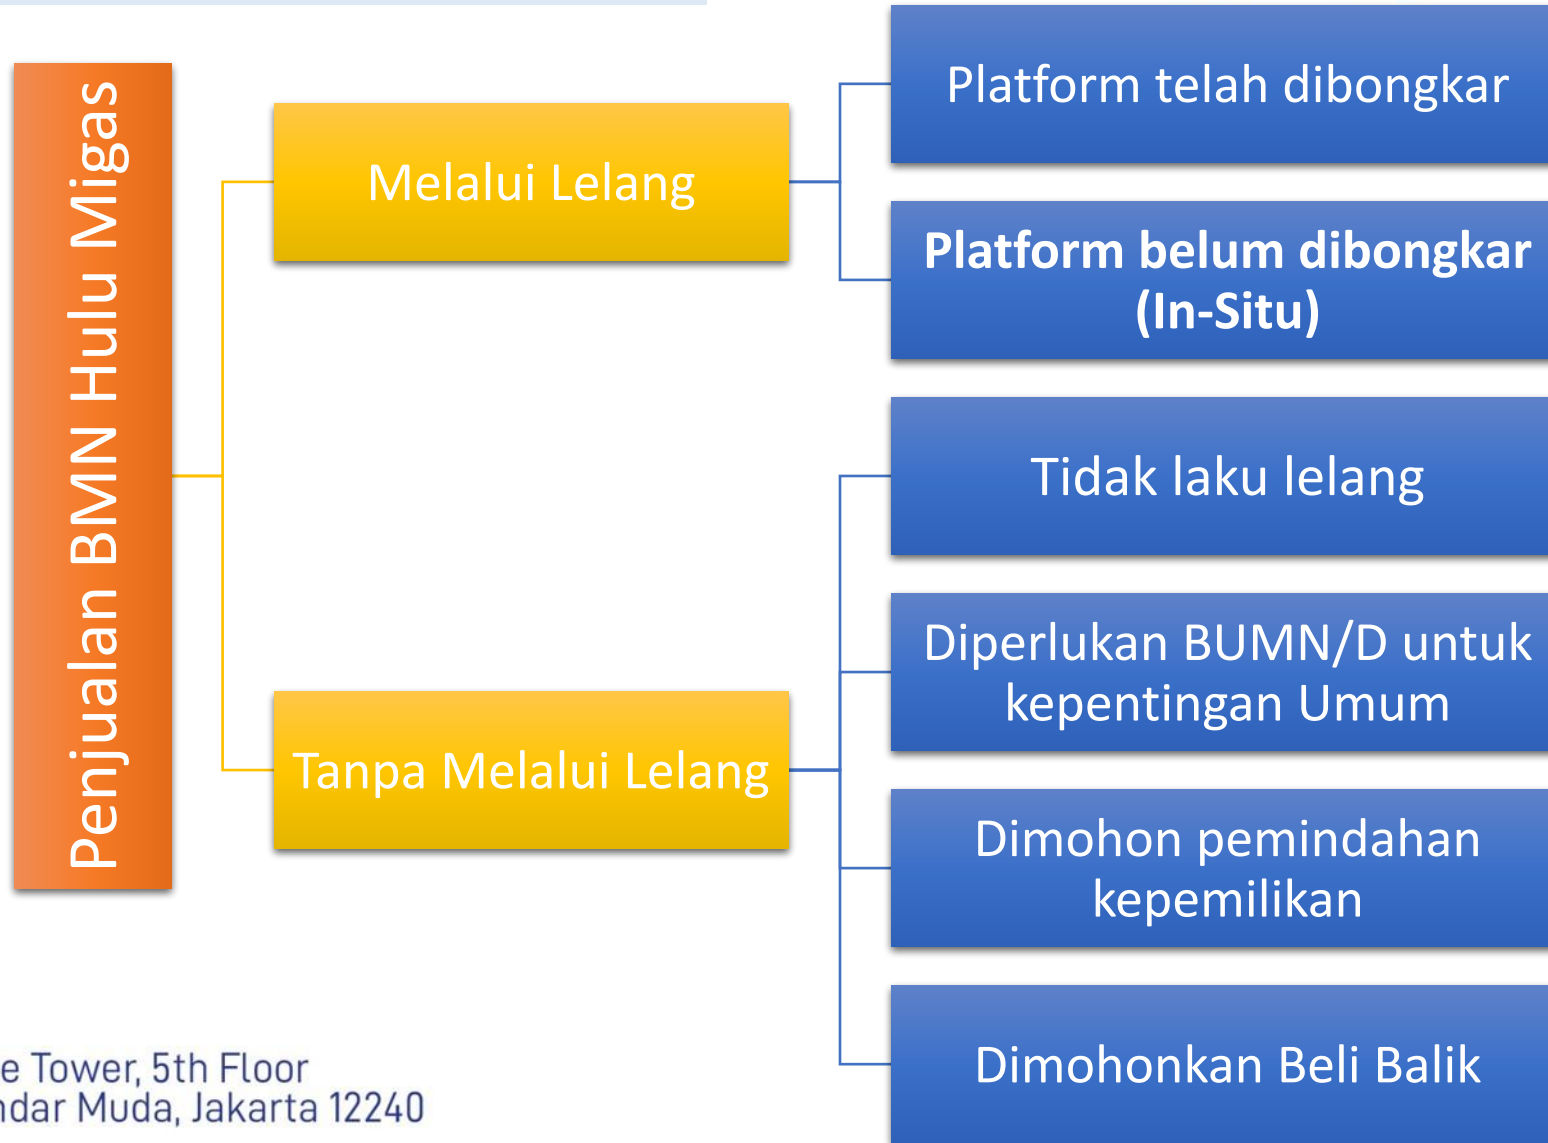 Penjualan BMN Hulu Migas
Melalui Lelang
Platform telah dibongkar
Platform belum dibongkar
(In-Situ)
Tanpa Melalui Lelang
Tidak laku lelang
Diperlukan BUMN/D untuk
kepentingan Umum
Dimohon pemindahan
kepemilikan
Dimohonkan Beli Balik
e Tower, 5th Floor
ndar Muda, Jakarta 12240